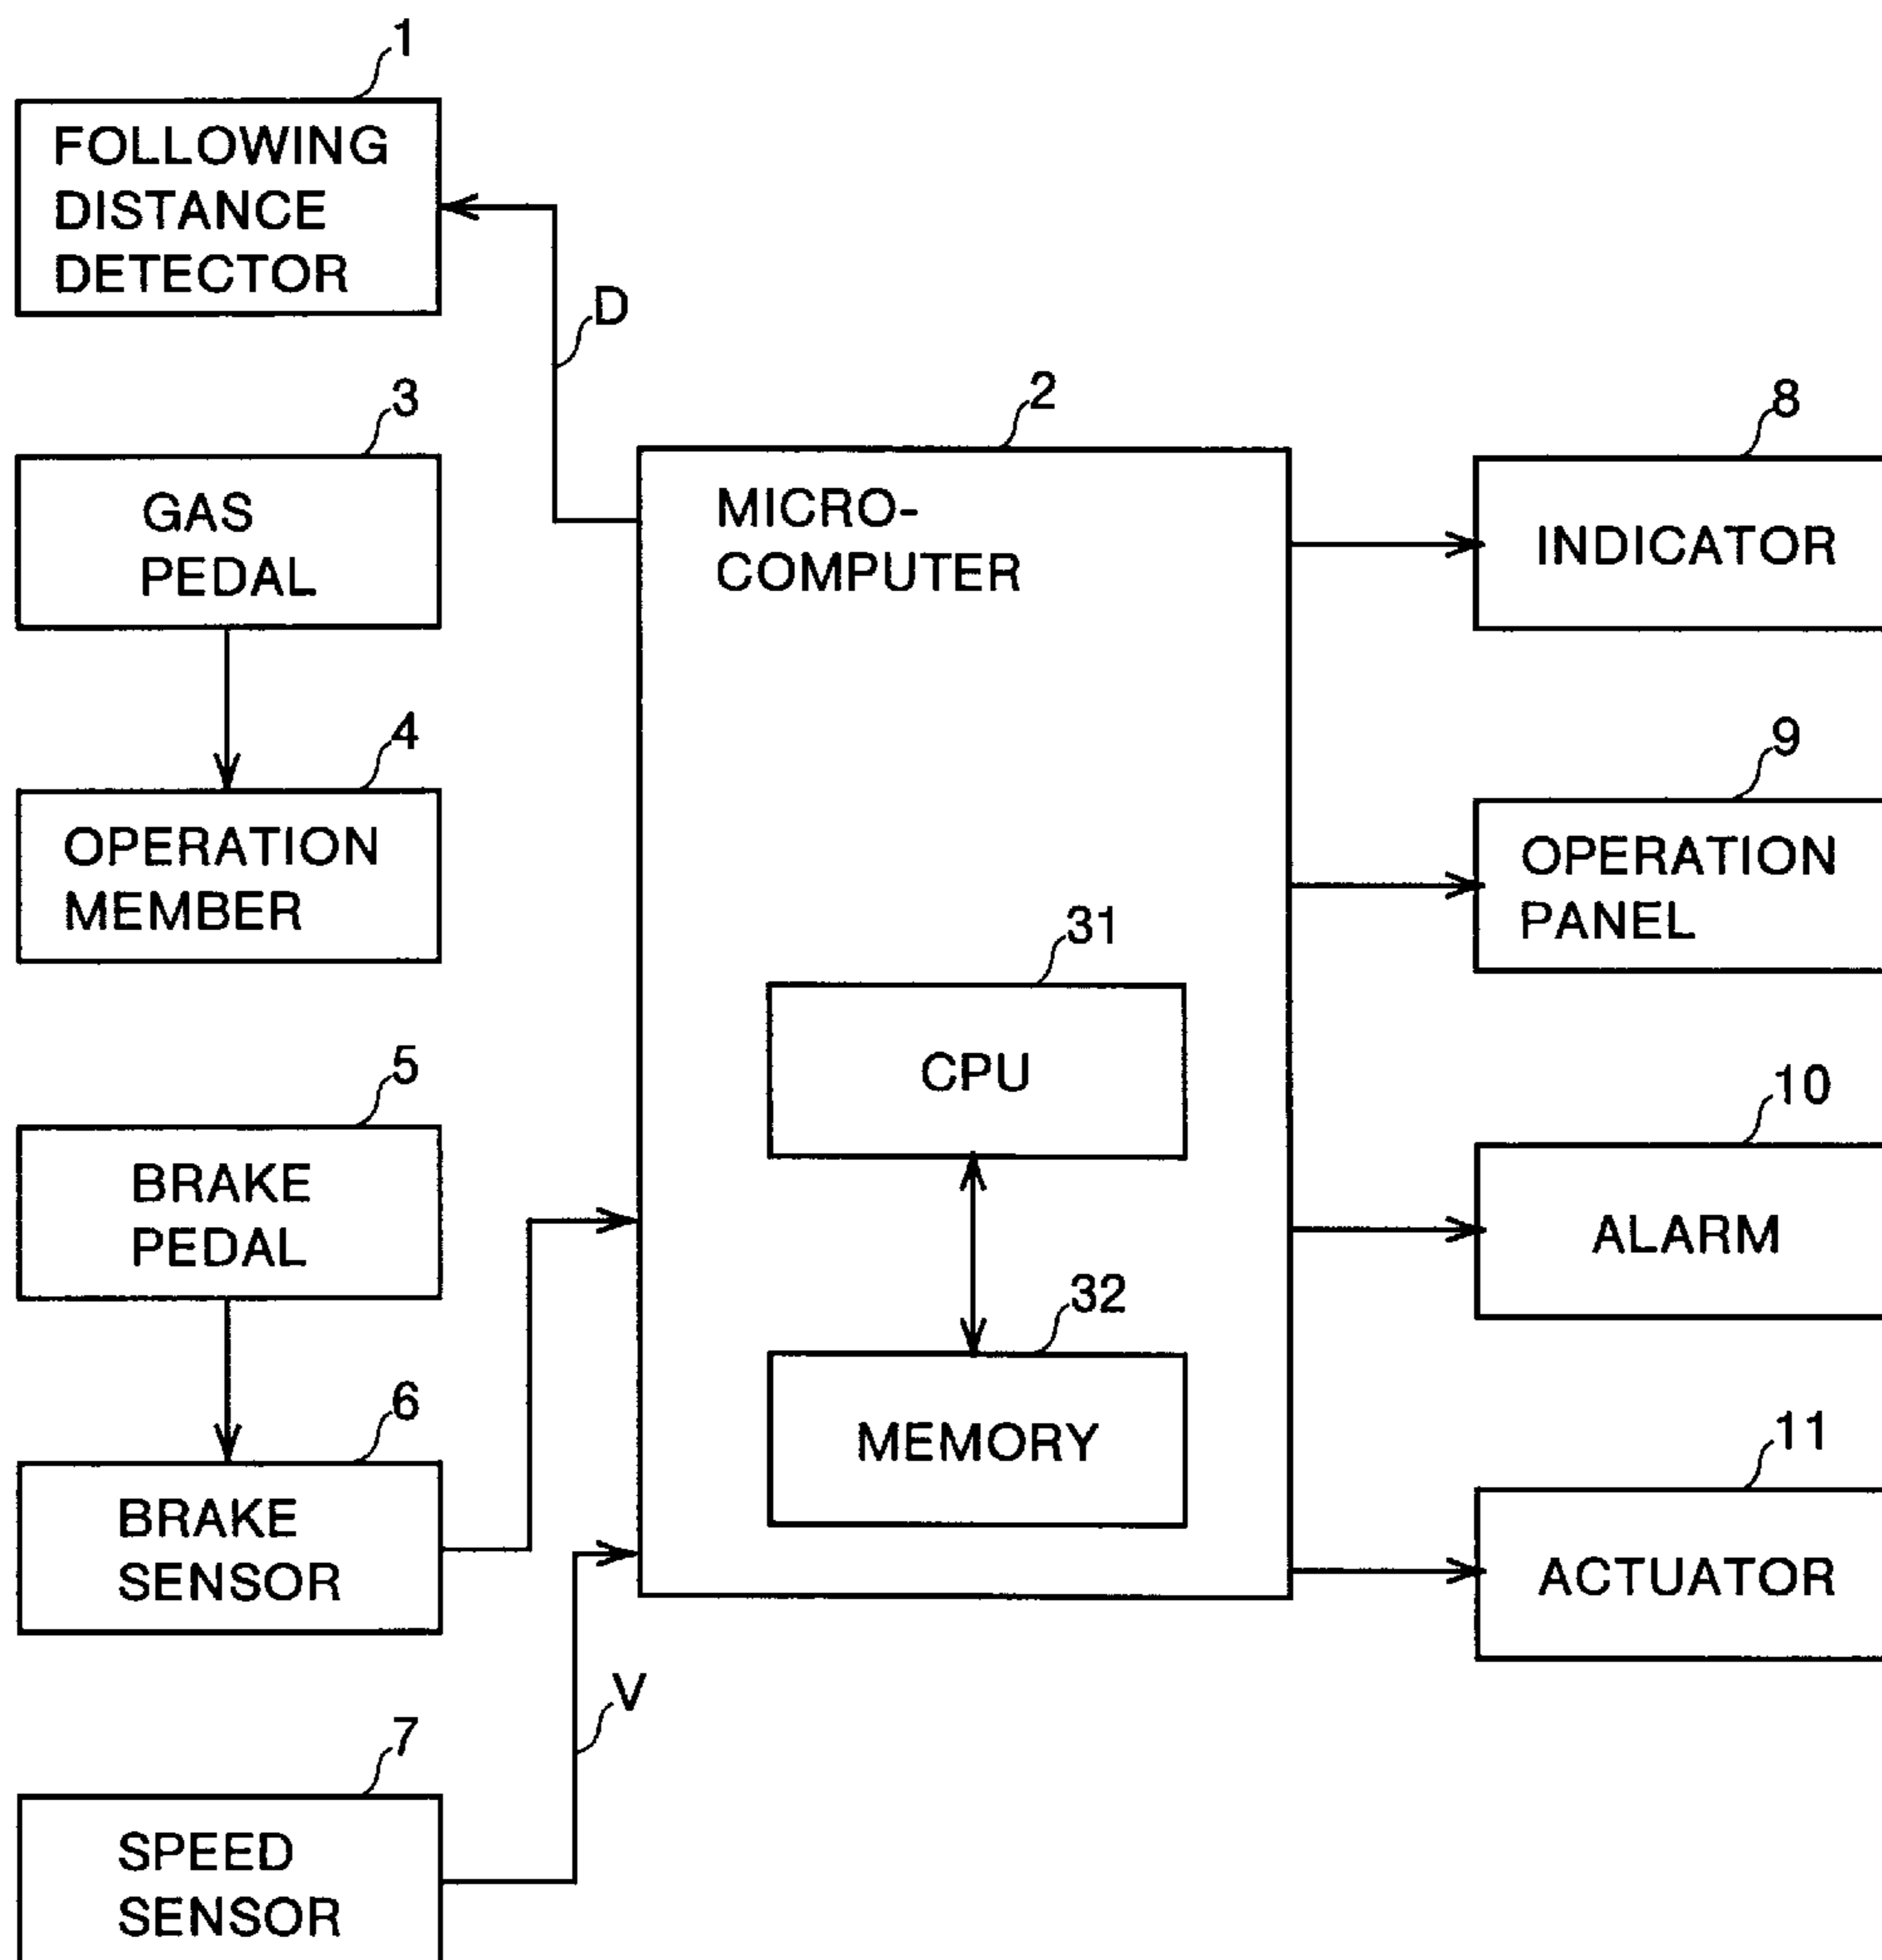 1
FOLLOWING
DISTANCE
DETECTOR
D
3
GAS
PEDAL
4
OPERATION
MEMBER
5
BRAKE
PEDAL
6
BRAKE
SENSOR
7
SPEED
SENSOR
V
2
MICRO-
COMPUTER
31
CPU
32
MEMORY
8
INDICATOR
9
OPERATION
PANEL
10
ALARM
11
ACTUATOR